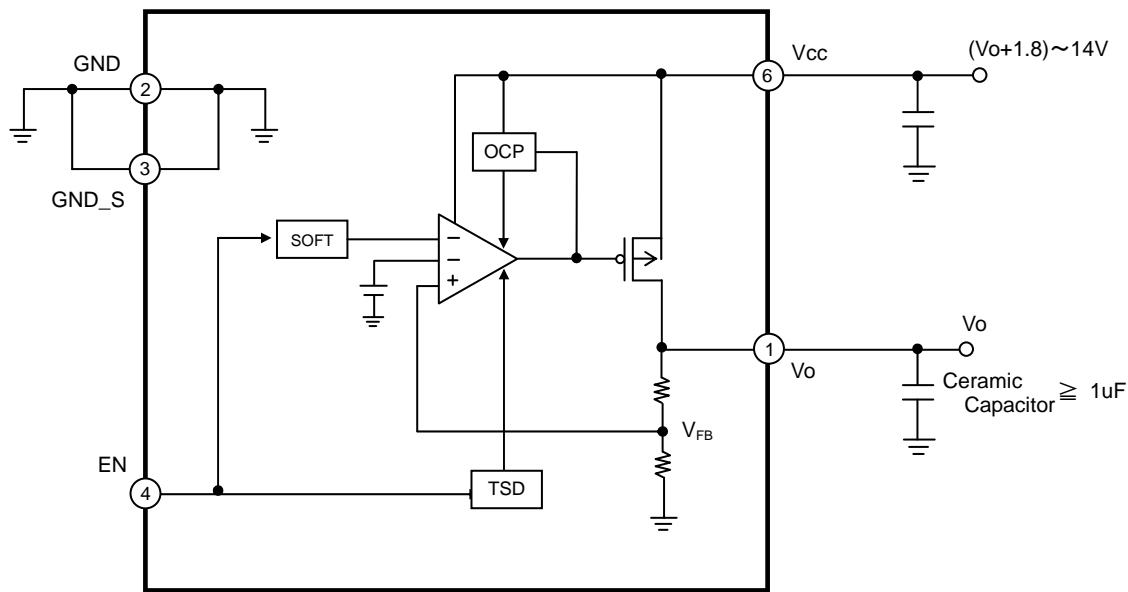 GND
2
3
GND_S
Vcc
6
(Vo+1.8)～14V
OCP
SOFT
−
−
+
1
Vo
Vo
Ceramic
Capacitor ≧ 1uF
VFB
EN
4
TSD